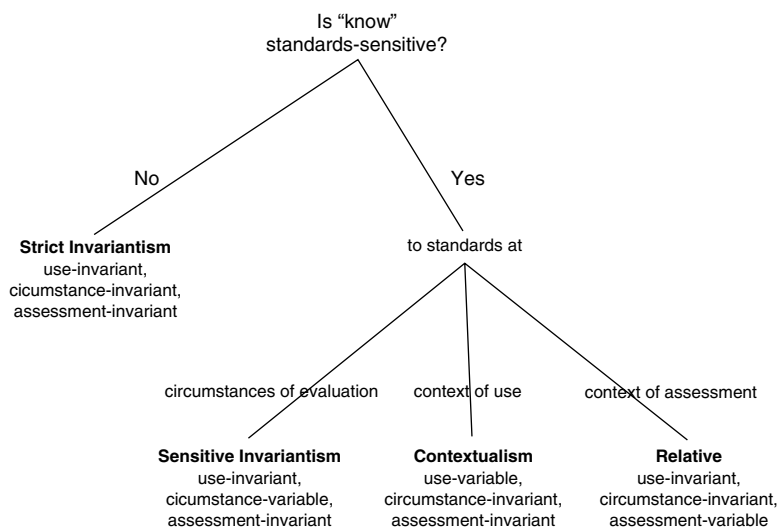 Is “know”
standards-sensitive?
No
Yes
Strict Invariantism
use-invariant,
cicumstance-invariant,
assessment-invariant
to standards at
circumstances of evaluation
context of use
context of assessment
Sensitive Invariantism
use-invariant,
cicumstance-variable,
assessment-invariant
Contextualism
use-variable,
circumstance-invariant,
assessment-invariant
Relative
use-invariant,
circumstance-invariant,
assessment-variable